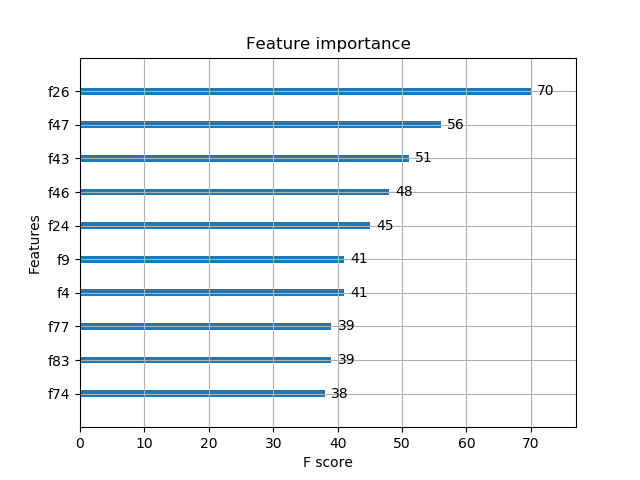 Feature importance
f26 70
f47 56
f43 51
f46 48
f24 45
f9 41
f4 41
f77 39
f83 39
f74 38
0 10 20 30 40 50 60 70
F score
Features